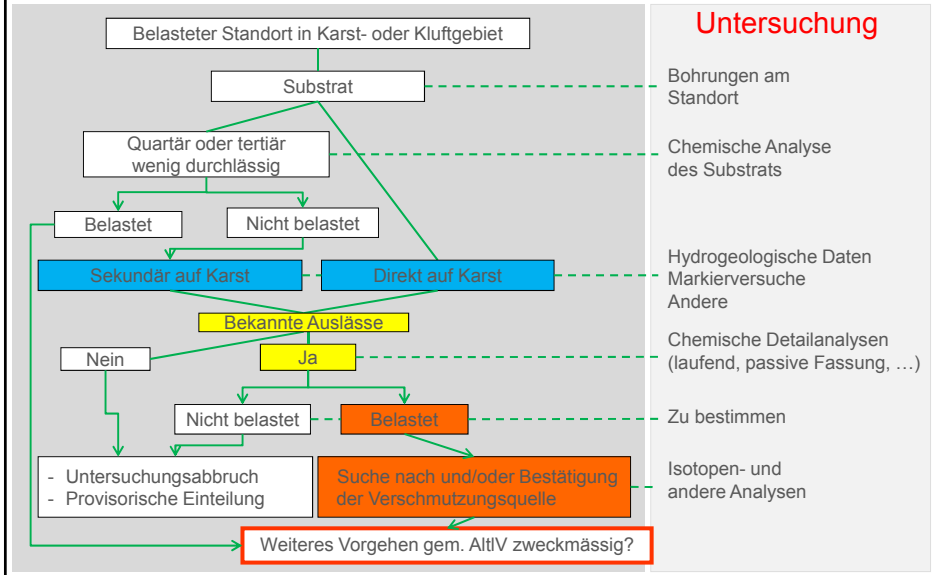 Untersuchung
Belasteter Standort in Karst- oder Kluftgebiet
Substrat
Bohrungen am
Standort
Quartär oder tertiär
wenig durchlässig
Chemische Analyse
des Substrats
Belastet
Nicht belastet
Sekundär auf Karst
Direkt auf Karst
Hydrogeologische Daten
Markierversuche
Andere
Bekannte Auslässe
Nein
Ja
Chemische Detailanalysen
(laufend, passive Fassung, …)
Nicht belastet
Belastet
Zu bestimmen
- Untersuchungsabbruch
- Provisorische Einteilung
Suche nach und/oder Bestätigung
der Verschmutzungsquelle
Isotopen- und
andere Analysen
Weiteres Vorgehen gem. AltlV zweckmässig?